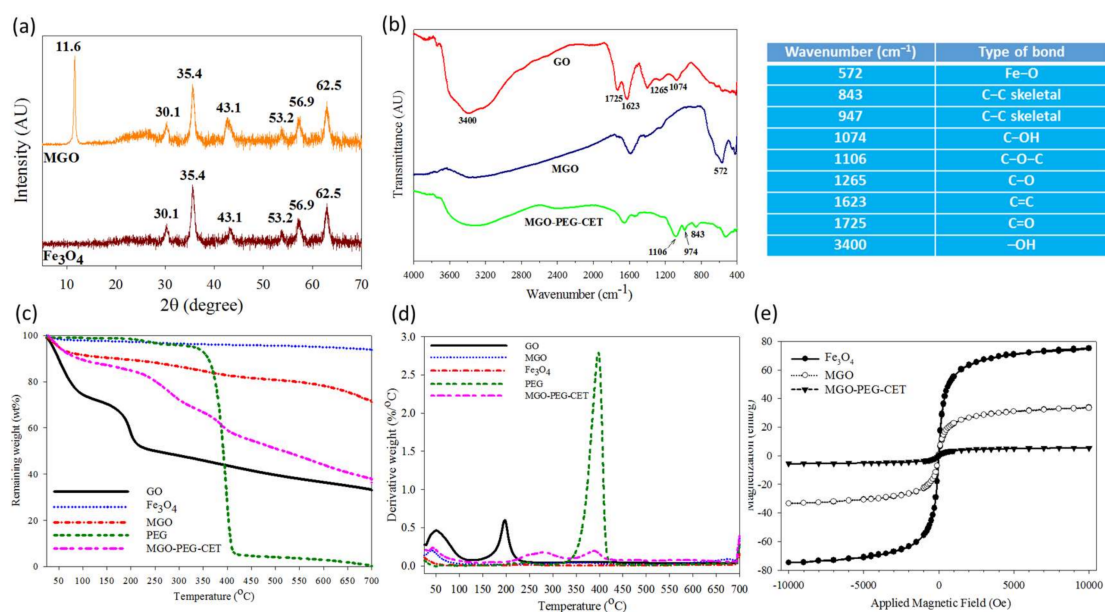 (a)
11.6
30.1
35.4
43.1
53.2
56.9
62.5
MGO
30.1
35.4
43.1
53.2
56.9
62.5
Fe3O4
Intensity (AU)
10 20 30 40 50 60 70
2θ (degree)
(b)
GO
3400
1725
1623
1265
1074
MGO
572
MGO-PEG-CET
1106
974
843
Transmittance (AU)
4000 3600 3200 2800 2400 2000 1600 1200 800 400
Wavenumber (cm-1)
Wavenumber (cm−1) Type of bond
572 Fe−O
843 C−C skeletal
947 C−C skeletal
1074 C−OH
1106 C−O−C
1265 C−O
1623 C=C
1725 C=O
3400 −OH
(c)
Remaining weight (wt%)
100
80
60
40
20
0
GO
Fe3O4
MGO
PEG
MGO-PEG-CET
50 100 150 200 250 300 350 400 450 500 550 600 650 700
Temperature (oC)
(d)
Derivative weight (%/oC)
3.0
2.5
2.0
1.5
1.0
0.5
0.0
GO
MGO
Fe3O4
PEG
MGO-PEG-CET
50 100 150 200 250 300 350 400 450 500 550 600 650 700
Temperature (oC)
(e)
Magnetization (emu/g)
80
60
40
20
0
-20
-40
-60
-80
Fe3O4
MGO
MGO-PEG-CET
-10000 -5000 0 5000 10000
Applied Magnetic Field (Oe)